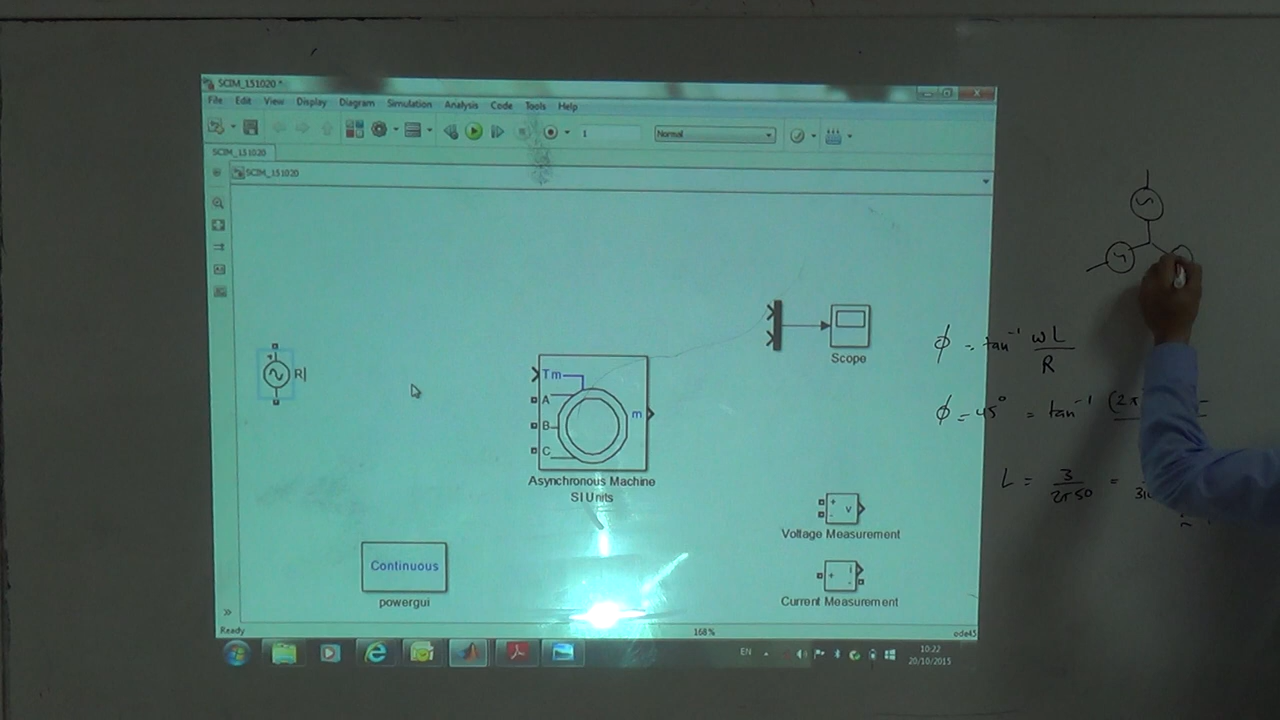 SCIM_151020 *
File Edit View Display Diagram Simulation Analysis Code Tools Help
1 Normal
SCIM_151020
SCIM_151020
R
Scope
Tm
A
B
C
m
Asynchronous Machine
SI Units
+ v
-
Voltage Measurement
+ i
-
Current Measurement
Continuous
powergui
Ready 168%
EN
10:22
20/10/2015
ϕ = tan⁻¹ ωL
R
ϕ = 45° = tan⁻¹ (2π
L = 3 =
2π50